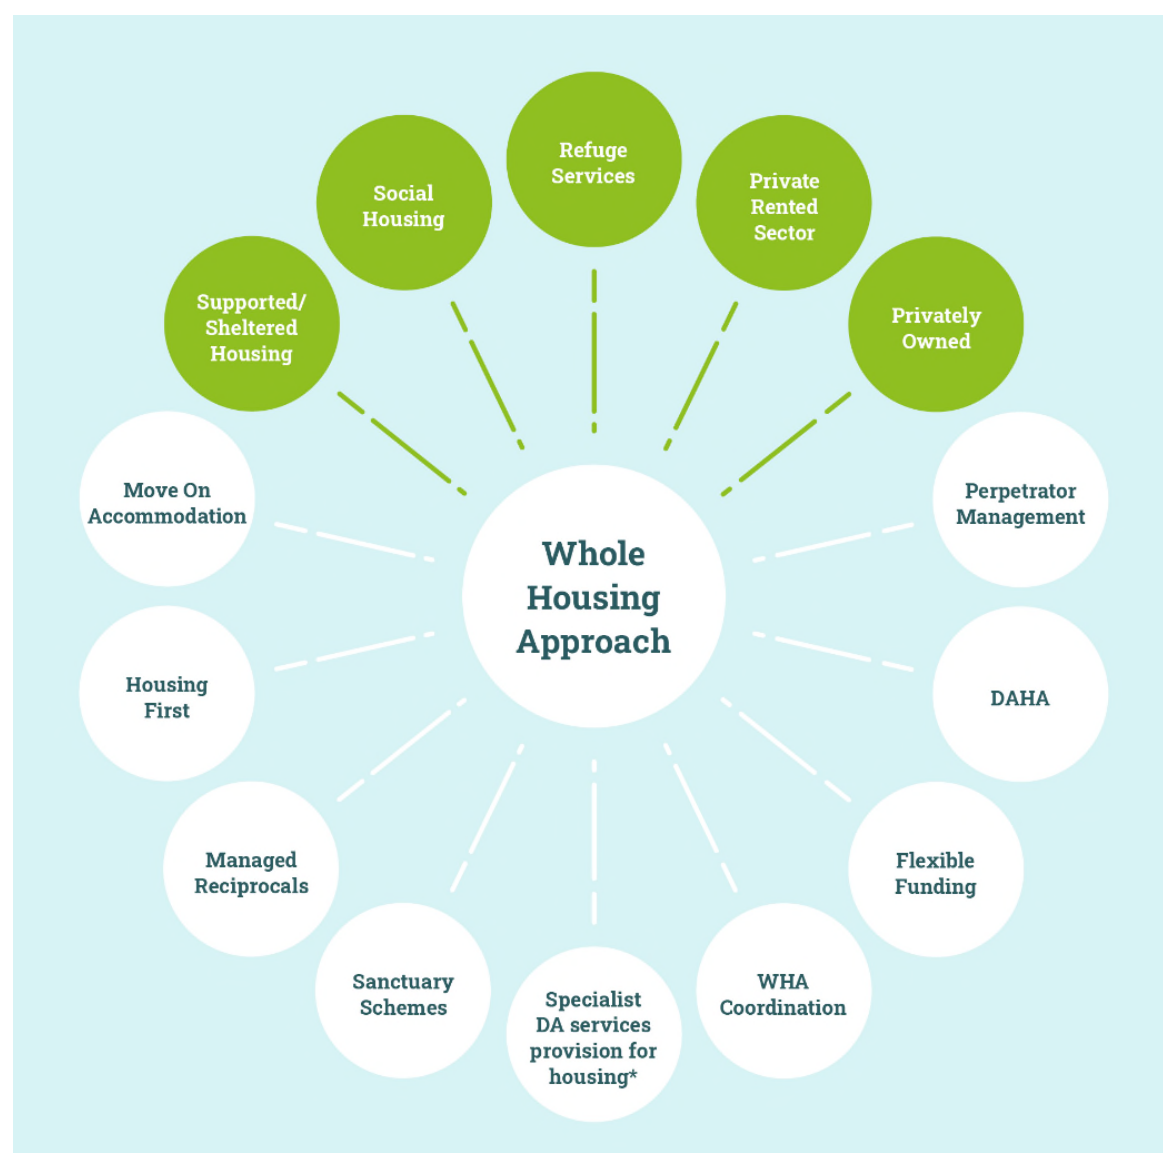 Refuge
Services
Social
Housing
Private
Rented
Sector
Supported/
Sheltered
Housing
Privately
Owned
Move On
Accommodation
Perpetrator
Management
Whole
Housing
Approach
Housing
First
DAHA
Managed
Reciprocals
Flexible
Funding
Sanctuary
Schemes
WHA
Coordination
Specialist
DA services
provision for
housing*